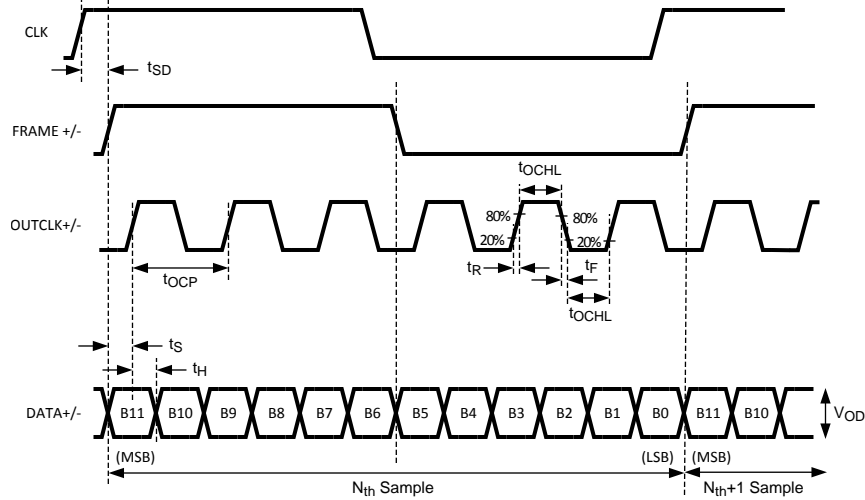 CLK
tSD
FRAME +/-
tOCHL
OUTCLK+/-
80% 80%
20% 20%
tR tF
tOCP
tOCHL
tS
tH
DATA+/- B11 B10 B9 B8 B7 B6 B5 B4 B3 B2 B1 B0 B11 B10 VOD
(MSB) (LSB) (MSB)
Nth Sample Nth+1 Sample